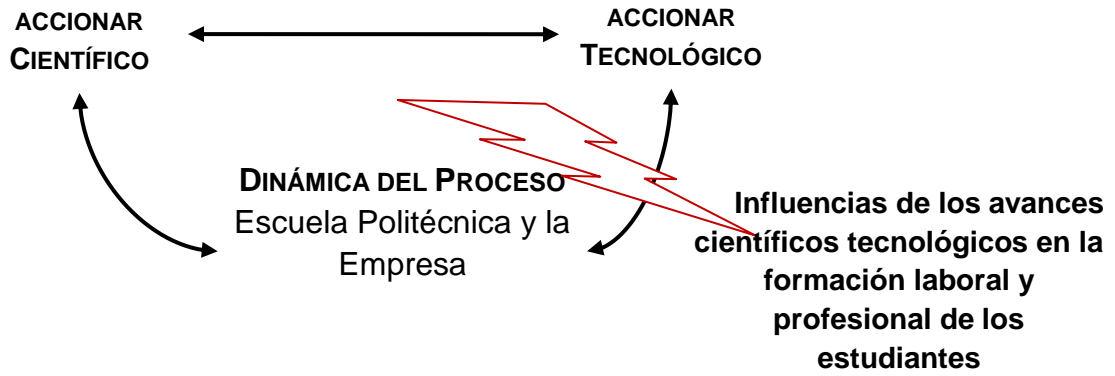 ACCIONAR
CIENTÍFICO
ACCIONAR
TECNOLÓGICO
DINÁMICA DEL PROCESO
Escuela Politécnica y la
Empresa
Influencias de los avances
científicos tecnológicos en la
formación laboral y
profesional de los
estudiantes